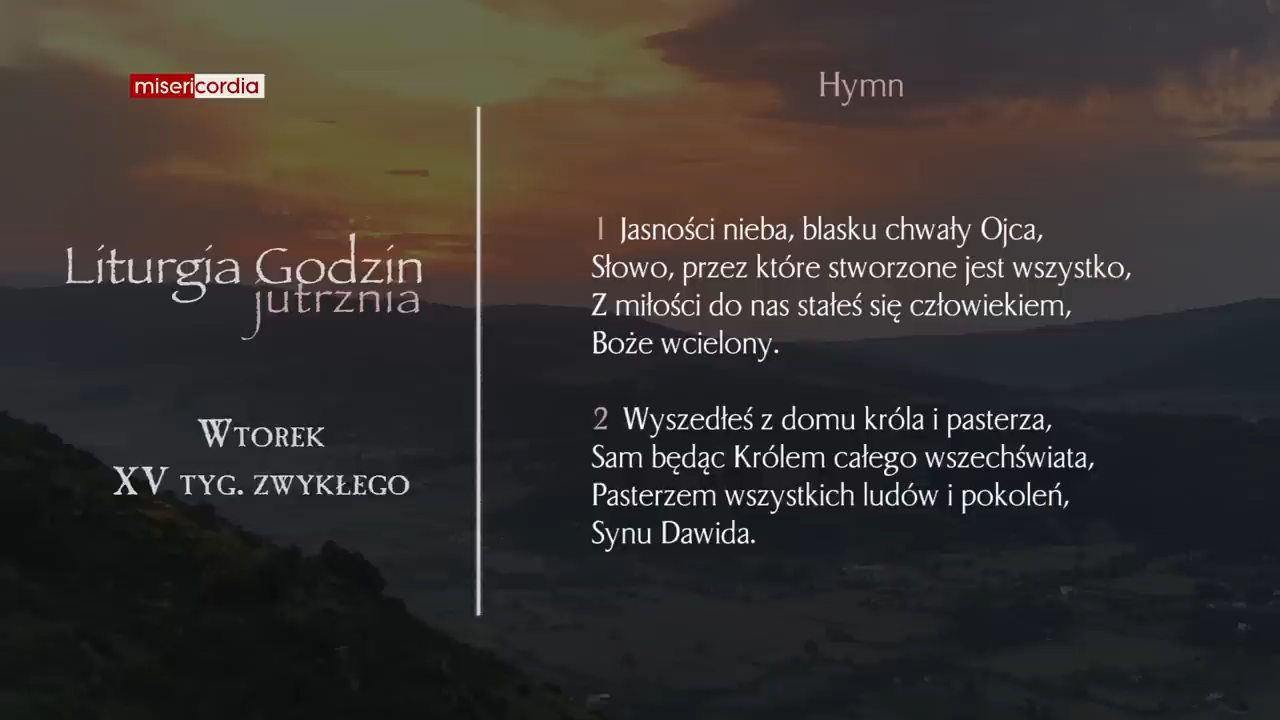 misericordia
Liturgia Godzin
jutrznia
Wtorek
XV tyg. zwykłego
Hymn
1 Jasności nieba, blasku chwały Ojca,
Słowo, przez które stworzone jest wszystko,
Z miłości do nas stałeś się człowiekiem,
Boże wcielony.
2 Wyszedłeś z domu króla i pasterza,
Sam będąc Królem całego wszechświata,
Pasterzem wszystkich ludów i pokoleń,
Synu Dawida.